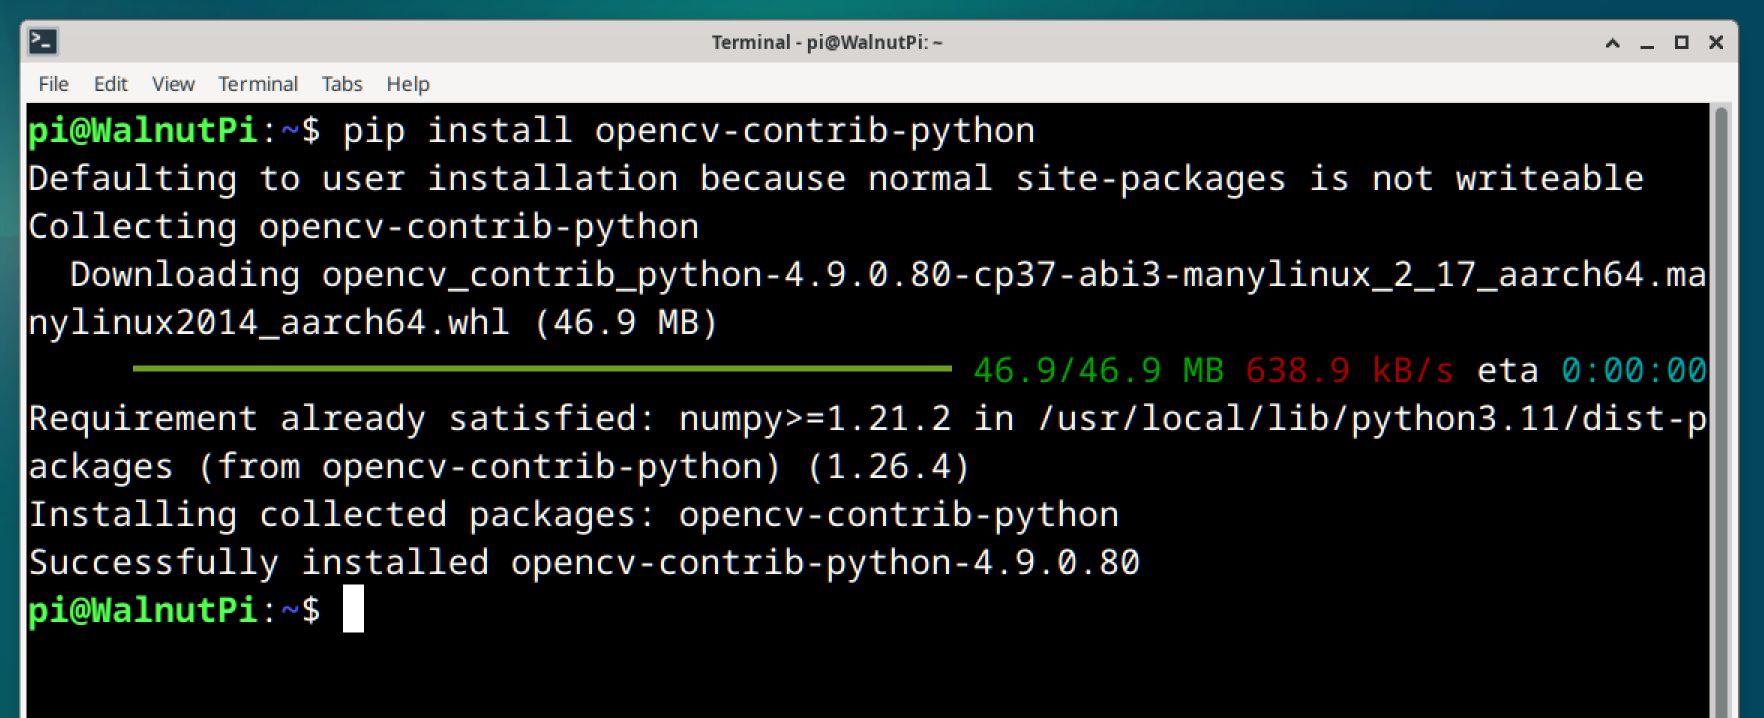 Terminal - pi@WalnutPi: ~
File Edit View Terminal Tabs Help
pi@WalnutPi:~$ pip install opencv-contrib-python
Defaulting to user installation because normal site-packages is not writeable
Collecting opencv-contrib-python
  Downloading opencv_contrib_python-4.9.0.80-cp37-abi3-manylinux_2_17_aarch64.ma
nylinux2014_aarch64.whl (46.9 MB)
46.9/46.9 MB 638.9 kB/s eta 0:00:00
Requirement already satisfied: numpy>=1.21.2 in /usr/local/lib/python3.11/dist-p
ackages (from opencv-contrib-python) (1.26.4)
Installing collected packages: opencv-contrib-python
Successfully installed opencv-contrib-python-4.9.0.80
pi@WalnutPi:~$